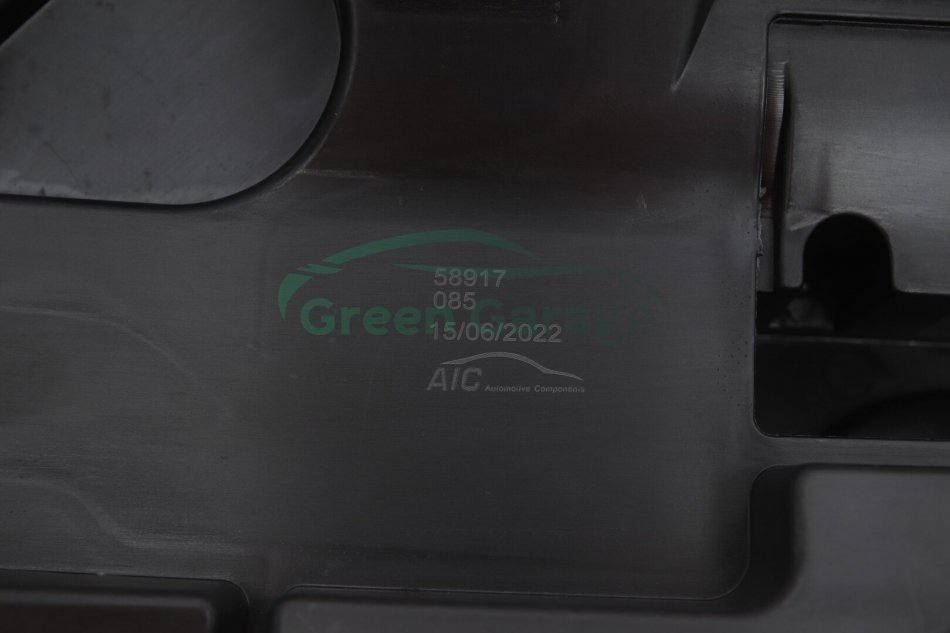 58917
085
Green Garage
15/06/2022
AIC Automotive Components